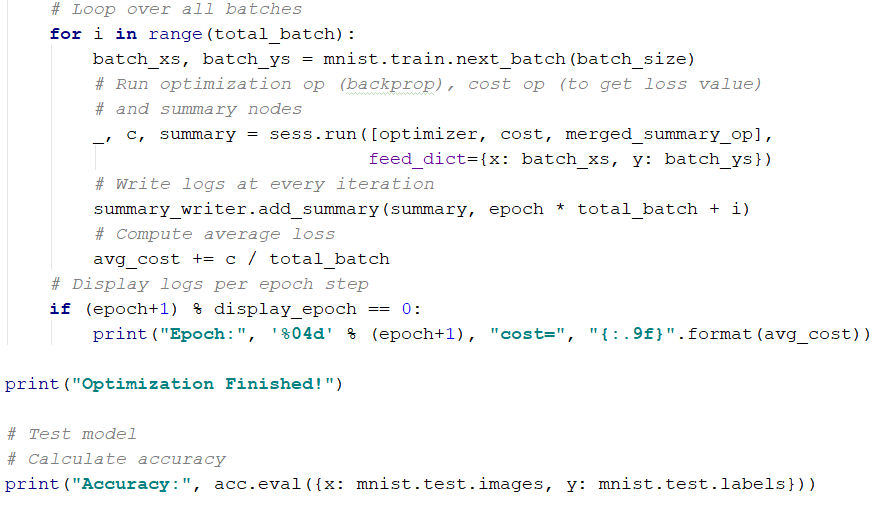 # Loop over all batches
for i in range(total_batch):
batch_xs, batch_ys = mnist.train.next_batch(batch_size)
# Run optimization op (backprop), cost op (to get loss value)
# and summary nodes
_, c, summary = sess.run([optimizer, cost, merged_summary_op],
feed_dict={x: batch_xs, y: batch_ys})
# Write logs at every iteration
summary_writer.add_summary(summary, epoch * total_batch + i)
# Compute average loss
avg_cost += c / total_batch
# Display logs per epoch step
if (epoch+1) % display_epoch == 0:
print("Epoch:", '%04d' % (epoch+1), "cost=", "{:.9f}".format(avg_cost))
print("Optimization Finished!")
# Test model
# Calculate accuracy
print("Accuracy:", acc.eval({x: mnist.test.images, y: mnist.test.labels}))